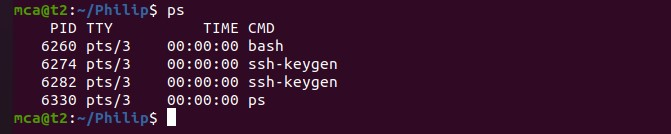 mca@t2:~/Philip$ ps
    PID TTY          TIME CMD
   6260 pts/3    00:00:00 bash
   6274 pts/3    00:00:00 ssh-keygen
   6282 pts/3    00:00:00 ssh-keygen
   6330 pts/3    00:00:00 ps
mca@t2:~/Philip$